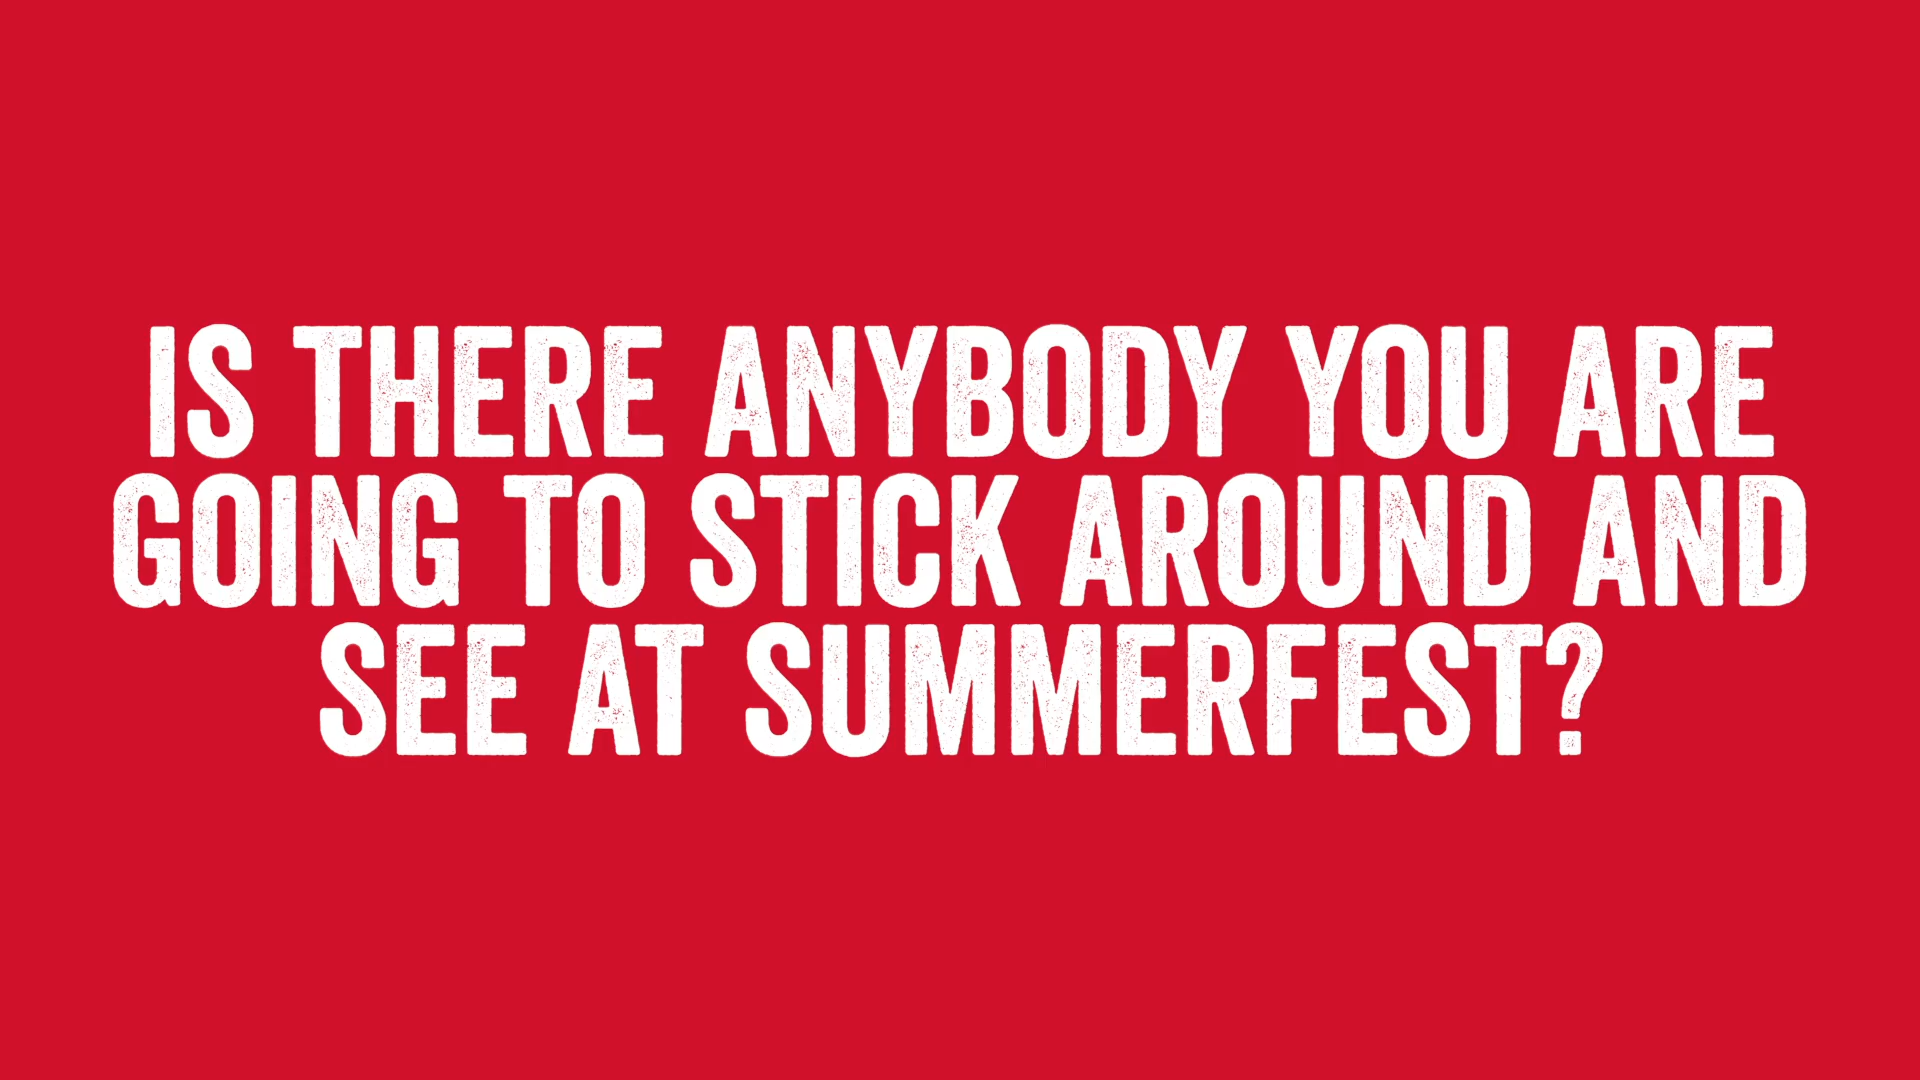 IS THERE ANYBODY YOU ARE
GOING TO STICK AROUND AND
SEE AT SUMMERFEST?